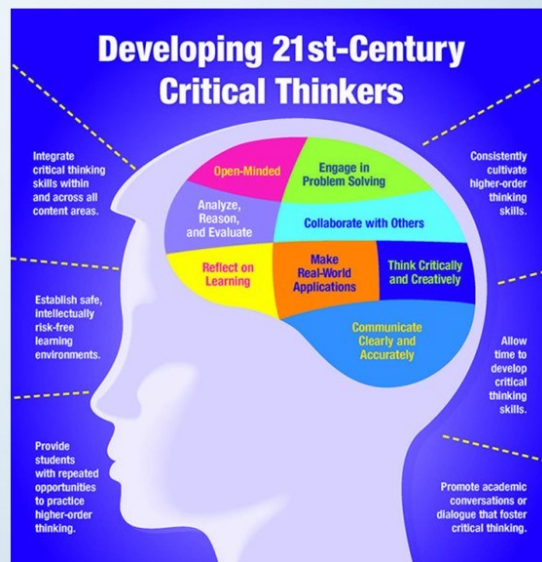 Developing 21st-Century
Critical Thinkers
Integrate
critical thinking
skills within
and across all
content areas.
Establish safe,
intellectually
risk-free
learning
environments.
Provide
students
with repeated
opportunities
to practice
higher-order
thinking.
Open-Minded
Engage in
Problem Solving
Analyze,
Reason,
and Evaluate
Collaborate with Others
Reflect on
Learning
Make
Real-World
Applications
Think Critically
and Creatively
Communicate
Clearly and
Accurately
Consistently
cultivate
higher-order
thinking
skills.
Allow
time to
develop
critical
thinking
skills.
Promote academic
conversations or
dialogue that foster
critical thinking.